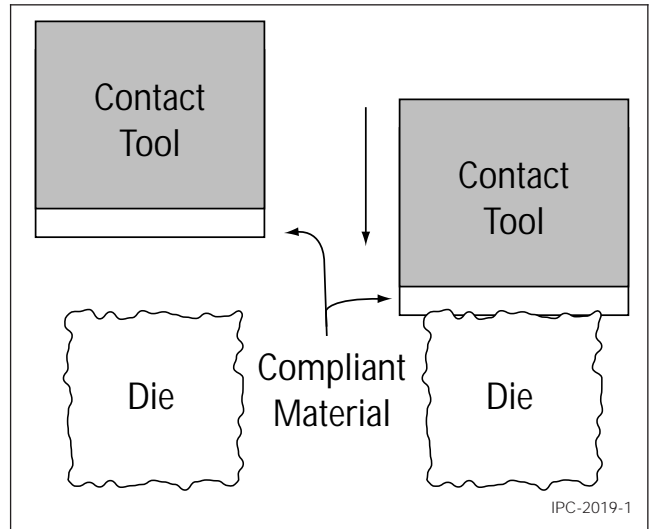 Contact
Tool
Contact
Tool
Compliant
Material
Die
Die
IPC-2019-1